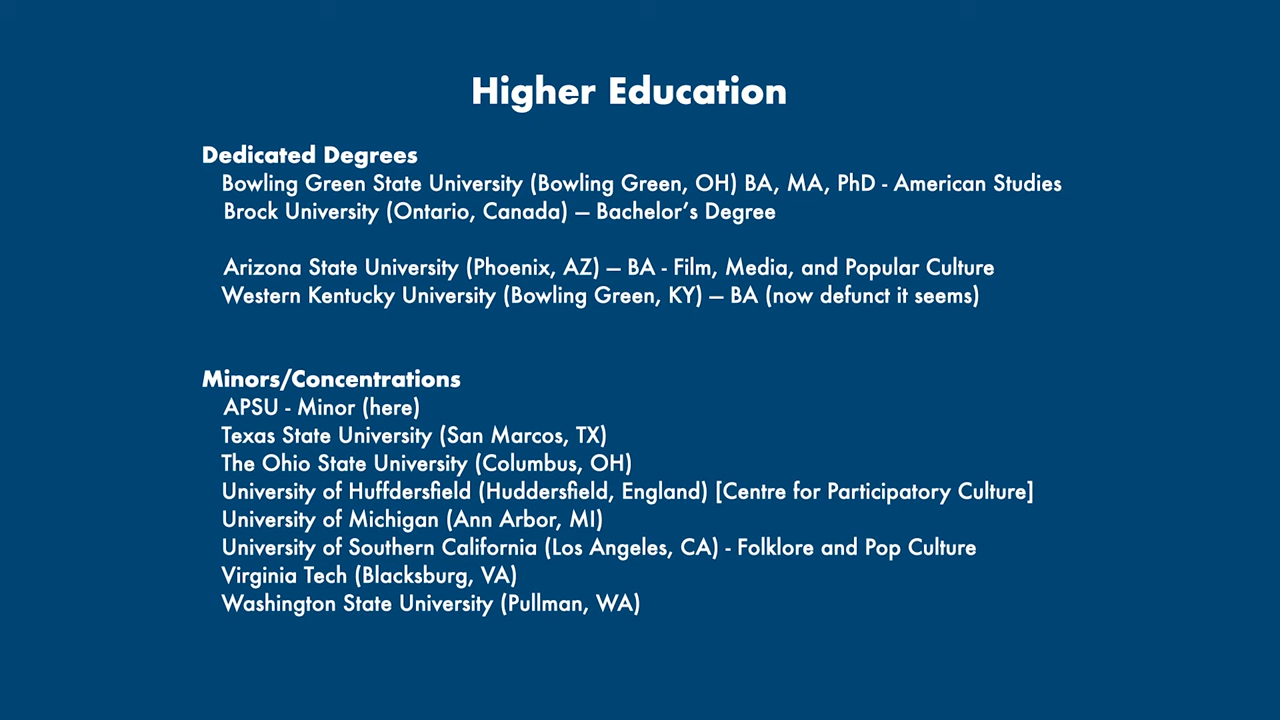 Higher Education
Dedicated Degrees
Bowling Green State University (Bowling Green, OH) BA, MA, PhD - American Studies
Brock University (Ontario, Canada) – Bachelor’s Degree
Arizona State University (Phoenix, AZ) – BA - Film, Media, and Popular Culture
Western Kentucky University (Bowling Green, KY) – BA (now defunct it seems)
Minors/Concentrations
APSU - Minor (here)
Texas State University (San Marcos, TX)
The Ohio State University (Columbus, OH)
University of Huffdersfield (Huddersfield, England) [Centre for Participatory Culture]
University of Michigan (Ann Arbor, MI)
University of Southern California (Los Angeles, CA) - Folklore and Pop Culture
Virginia Tech (Blacksburg, VA)
Washington State University (Pullman, WA)